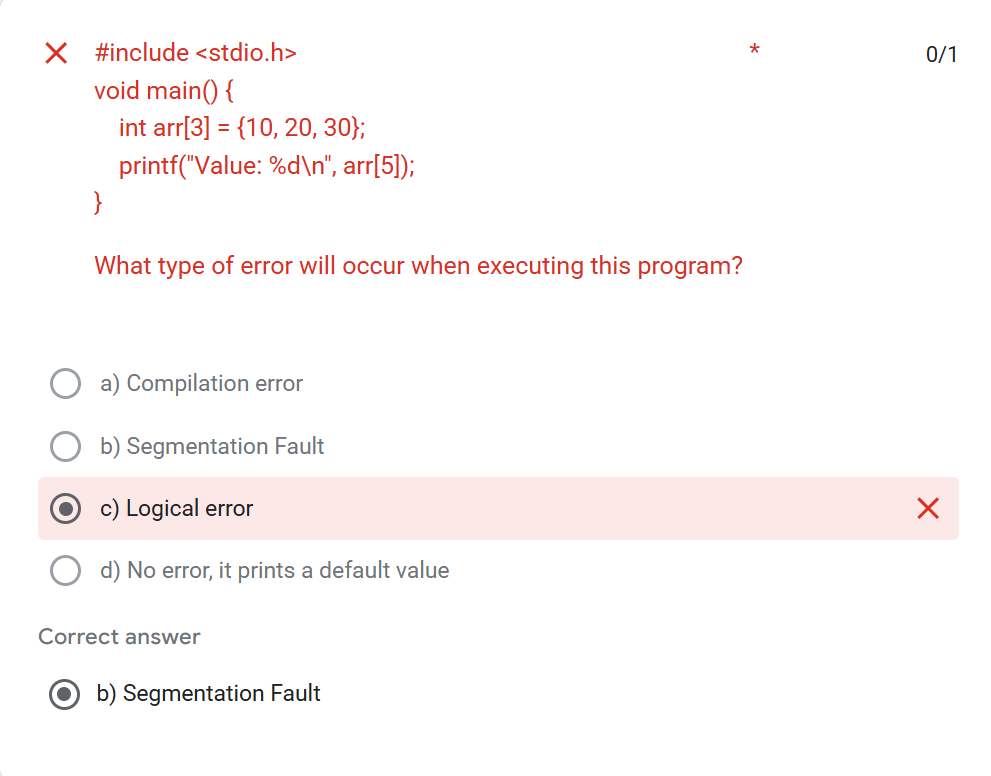 #include <stdio.h> * 0/1
void main() {
int arr[3] = {10, 20, 30};
printf("Value: %d\n", arr[5]);
}
What type of error will occur when executing this program?
a) Compilation error
b) Segmentation Fault
c) Logical error
d) No error, it prints a default value
Correct answer
b) Segmentation Fault